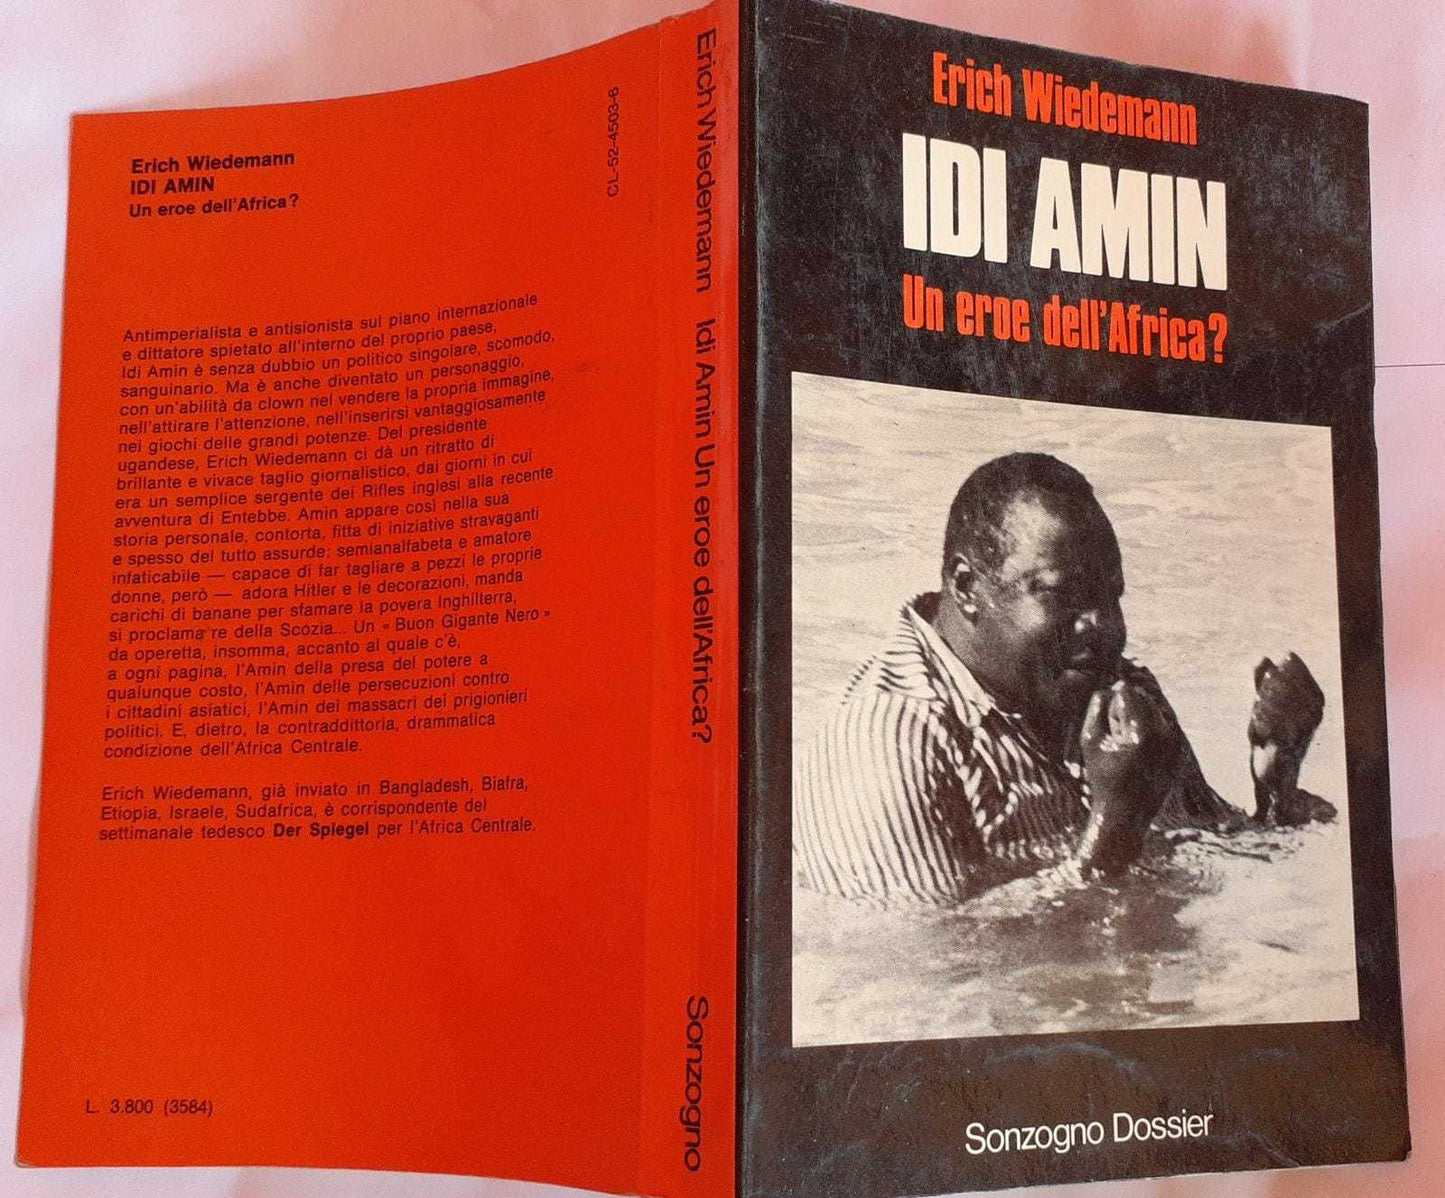 Erich Wiedemann
IDI AMIN
Un eroe dell'Africa?
CL-52-4503-6
Antimperialista e antisionista sul piano internazionale
e dittatore spietato all'interno del proprio paese,
Idi Amin è senza dubbio un politico singolare, scomodo,
sanguinario. Ma è anche diventato un personaggio,
con un'abilità da clown nel vendere la propria immagine,
nell'attirare l'attenzione, nell'inserirsi vantaggiosamente
nei giochi delle grandi potenze. Del presidente
ugandese, Erich Wiedemann ci dà un ritratto di
brillante e vivace taglio giornalistico, dai giorni in cui
era un semplice sergente dei Rifles inglesi alla recente
avventura di Entebbe. Amin appare così nella sua
storia personale, contorta, fitta di iniziative stravaganti
e spesso del tutto assurde: semianalfabeta e amatore
infaticabile — capace di far tagliare a pezzi le proprie
donne, però — adora Hitler e le decorazioni, manda
carichi di banane per sfamare la povera Inghilterra,
si proclama re della Scozia... Un « Buon Gigante Nero »
da operetta, insomma, accanto al quale c'è,
a ogni pagina, l'Amin della presa del potere a
qualunque costo, l'Amin delle persecuzioni contro
i cittadini asiatici, l'Amin dei massacri dei prigionieri
politici. E, dietro, la contraddittoria, drammatica
condizione dell'Africa Centrale.
Erich Wiedemann, già inviato in Bangladesh, Biafra,
Etiopia, Israele, Sudafrica, è corrispondente del
settimanale tedesco Der Spiegel per l'Africa Centrale.
L. 3.800 (3584)
Erich Wiedemann Idi Amin Un eroe dell'Africa? Sonzogno
Erich Wiedemann
IDI AMIN
Un eroe dell'Africa?
Sonzogno Dossier